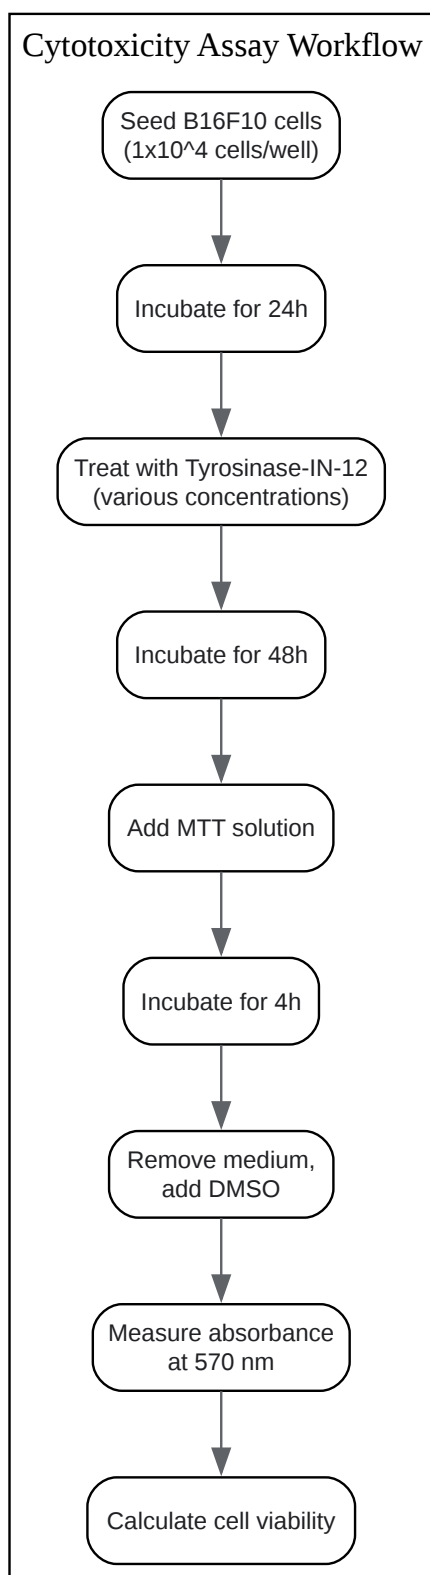 Cytotoxicity Assay Workflow
Seed B16F10 cells
(1x10^4 cells/well)
Incubate for 24h
Treat with Tyrosinase-IN-12
(various concentrations)
Incubate for 48h
Add MTT solution
Incubate for 4h
Remove medium,
add DMSO
Measure absorbance
at 570 nm
Calculate cell viability